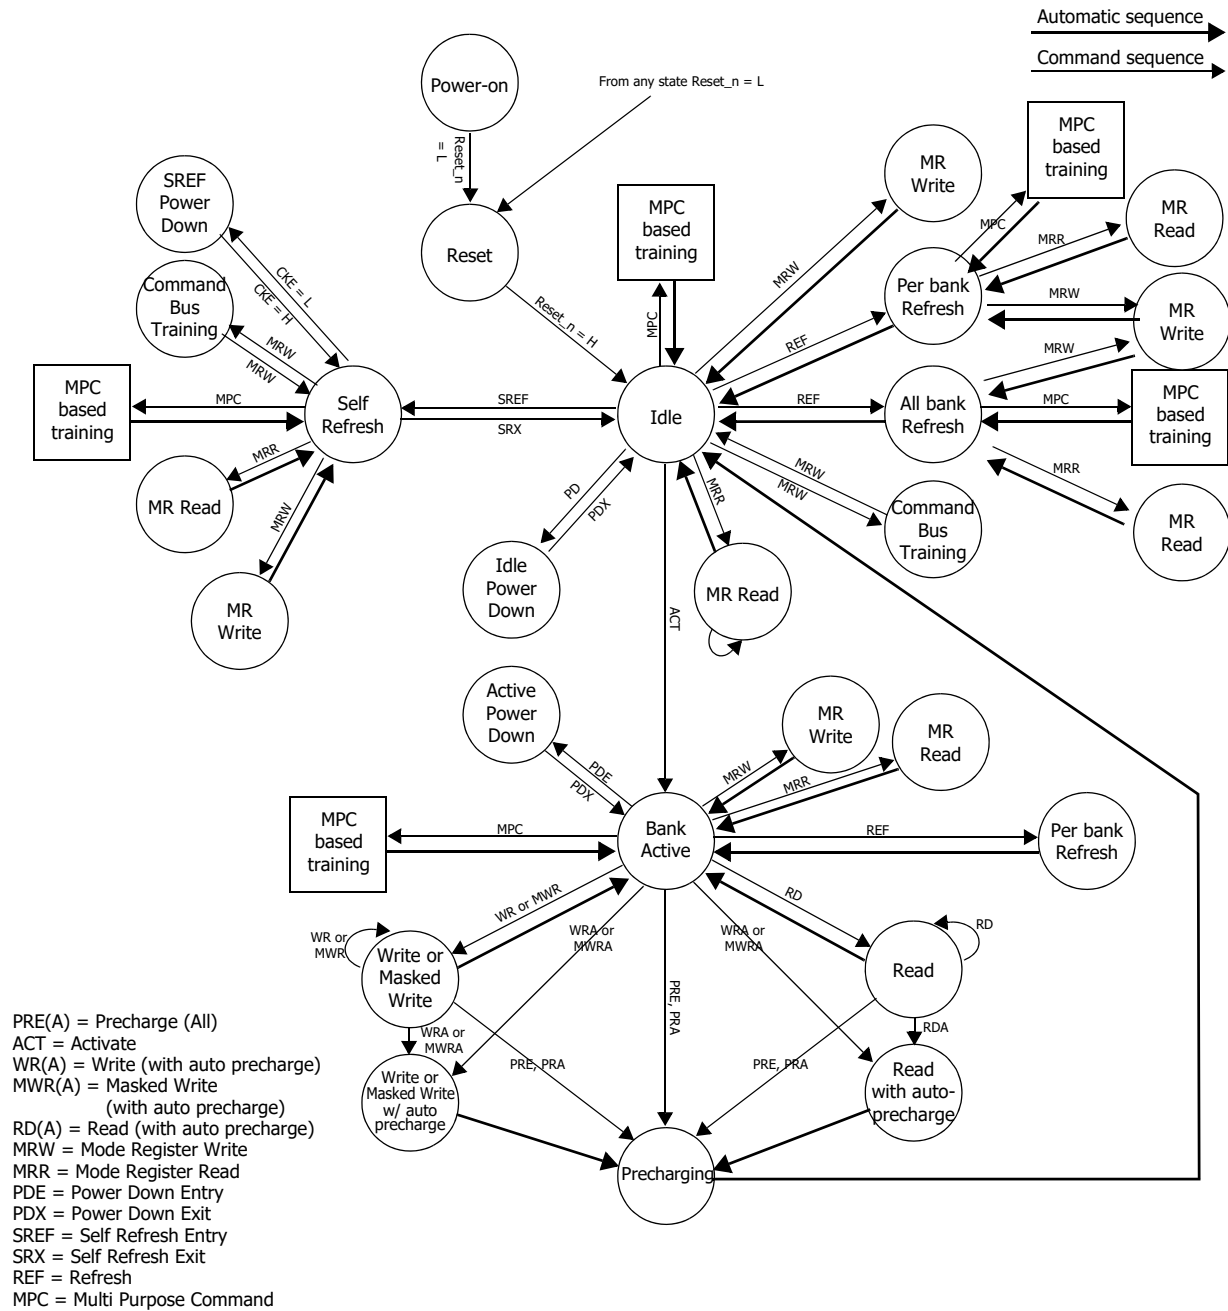 Automatic sequence
Command sequence
Power-on
From any state Reset_n = L
Reset_n
= L
MPC
based
training
MR
Write
SREF
Power
Down
MPC
based
training
MR
Read
Reset
MPC
MRR
CKE = L
CKE = H
Command
Bus
Training
Reset_n = H
MRW
Per bank
Refresh
MRW
MR
Write
MPC
REF
MRW
MRW
MRW
MPC
based
training
MPC
Self
Refresh
SREF
SRX
Idle
REF
All bank
Refresh
MPC
MPC
based
training
MRR
MR Read
MRW
PD
PDX
MRR
MRW
MRW
Command
Bus
Training
MRR
MR
Read
MR
Write
Idle
Power
Down
MR Read
ACT
Active
Power
Down
MR
Write
MR
Read
PDE
PDX
MRW
MRR
MPC
based
training
MPC
Bank
Active
REF
Per bank
Refresh
WR or MWR
WRA or
MWRA
WRA or
MWRA
RD
WR or
MWR
Write or
Masked
Write
Read
RD
PRE, PRA
WRA or
MWRA
PRE, PRA
PRE, PRA
RDA
Write or
Masked Write
w/ auto
precharge
Read
with auto-
precharge
Precharging
PRE(A) = Precharge (All)
ACT = Activate
WR(A) = Write (with auto precharge)
MWR(A) = Masked Write
(with auto precharge)
RD(A) = Read (with auto precharge)
MRW = Mode Register Write
MRR = Mode Register Read
PDE = Power Down Entry
PDX = Power Down Exit
SREF = Self Refresh Entry
SRX = Self Refresh Exit
REF = Refresh
MPC = Multi Purpose Command